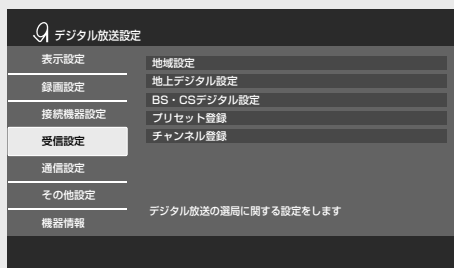 デジタル放送設定
表示設定
録画設定
接続機器設定
受信設定
通信設定
その他設定
機器情報
地域設定
地上デジタル設定
BS・CSデジタル設定
プリセット登録
チャンネル登録
デジタル放送の選局に関する設定をします